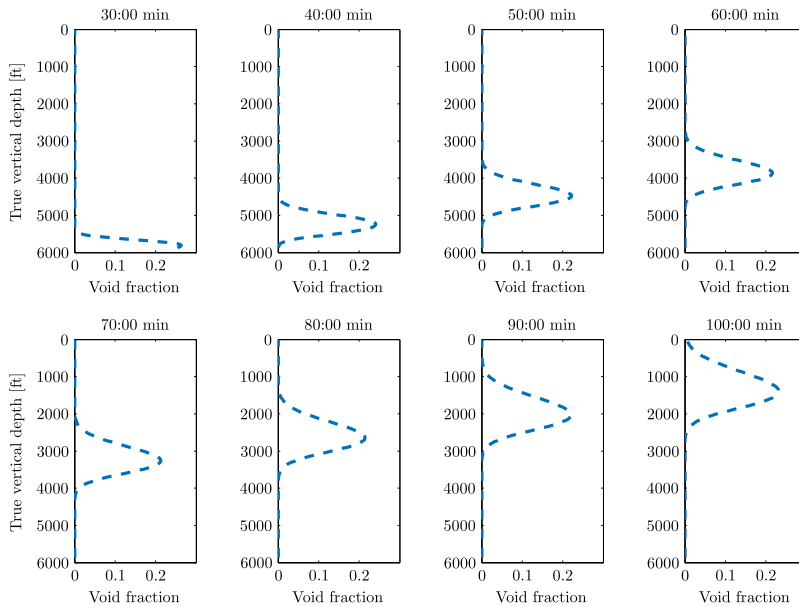 30:00 min 40:00 min 50:00 min 60:00 min
0 0 0 0
1000 1000 1000 1000
2000 2000 2000 2000
3000 3000 3000 3000
4000 4000 4000 4000
5000 5000 5000 5000
6000 6000 6000 6000
True vertical depth [ft]
0 0.1 0.2 0 0.1 0.2 0 0.1 0.2 0 0.1 0.2
Void fraction Void fraction Void fraction Void fraction
70:00 min 80:00 min 90:00 min 100:00 min
0 0 0 0
1000 1000 1000 1000
2000 2000 2000 2000
3000 3000 3000 3000
4000 4000 4000 4000
5000 5000 5000 5000
6000 6000 6000 6000
True vertical depth [ft]
0 0.1 0.2 0 0.1 0.2 0 0.1 0.2 0 0.1 0.2
Void fraction Void fraction Void fraction Void fraction